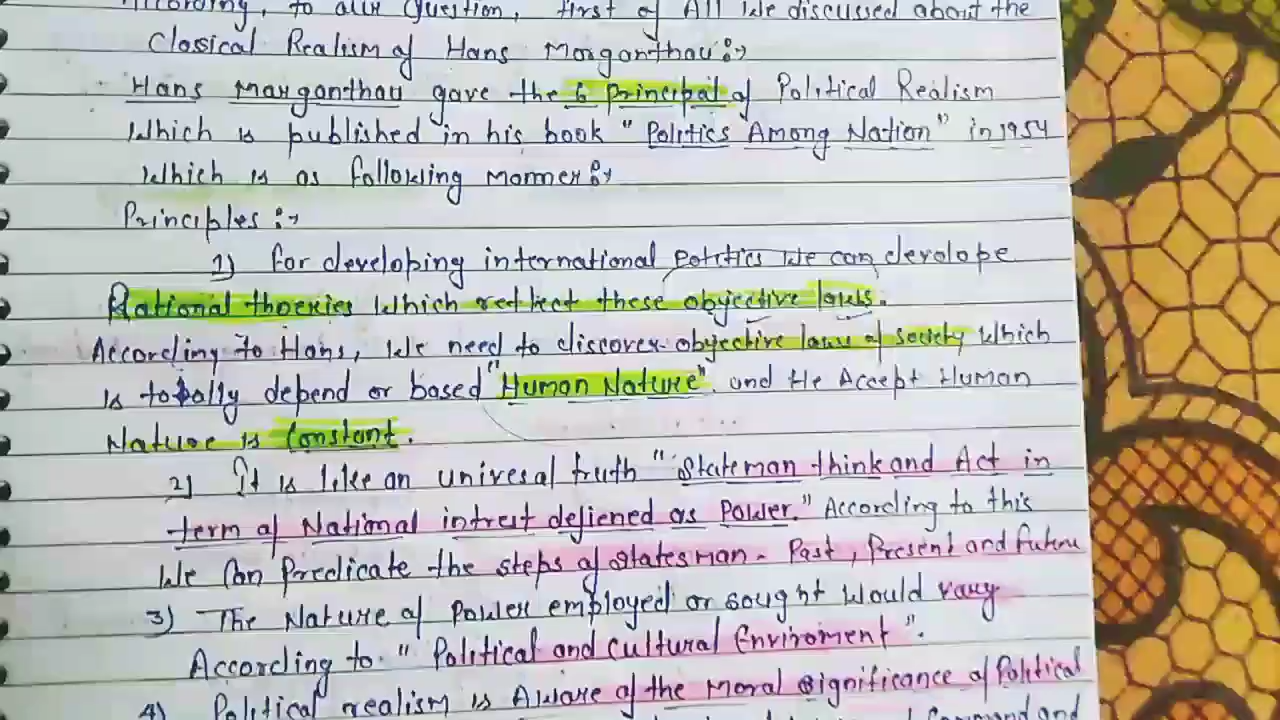 According, to our Question, first of All we discussed about the
Classical Realism of Hans Morganthau:→
Hans Marganthau gave the 6 Principal of Political Realism
Which is published in his book "Politics Among Nation" in 1954
Which is as following manner:→
Principles:→
1) for developing international politics we can develope
Rational thoeries Which reflect these objective laws.
According to Hans, We need to discover objective laws of society Which
is totally depend or based "Human Nature" and He Accept Human
Nature is Constant.
2) It is like an univesal truth "Stateman think and Act in
term of National intrest defiened as Power." According to this
We Can Predicate the steps of statesman - Past, Present and future
3) The Nature of Power employed or sought Would vary
According to "Political and cultural Enviroment".
4) Political realism is Aware of the moral significance of Political
Command and